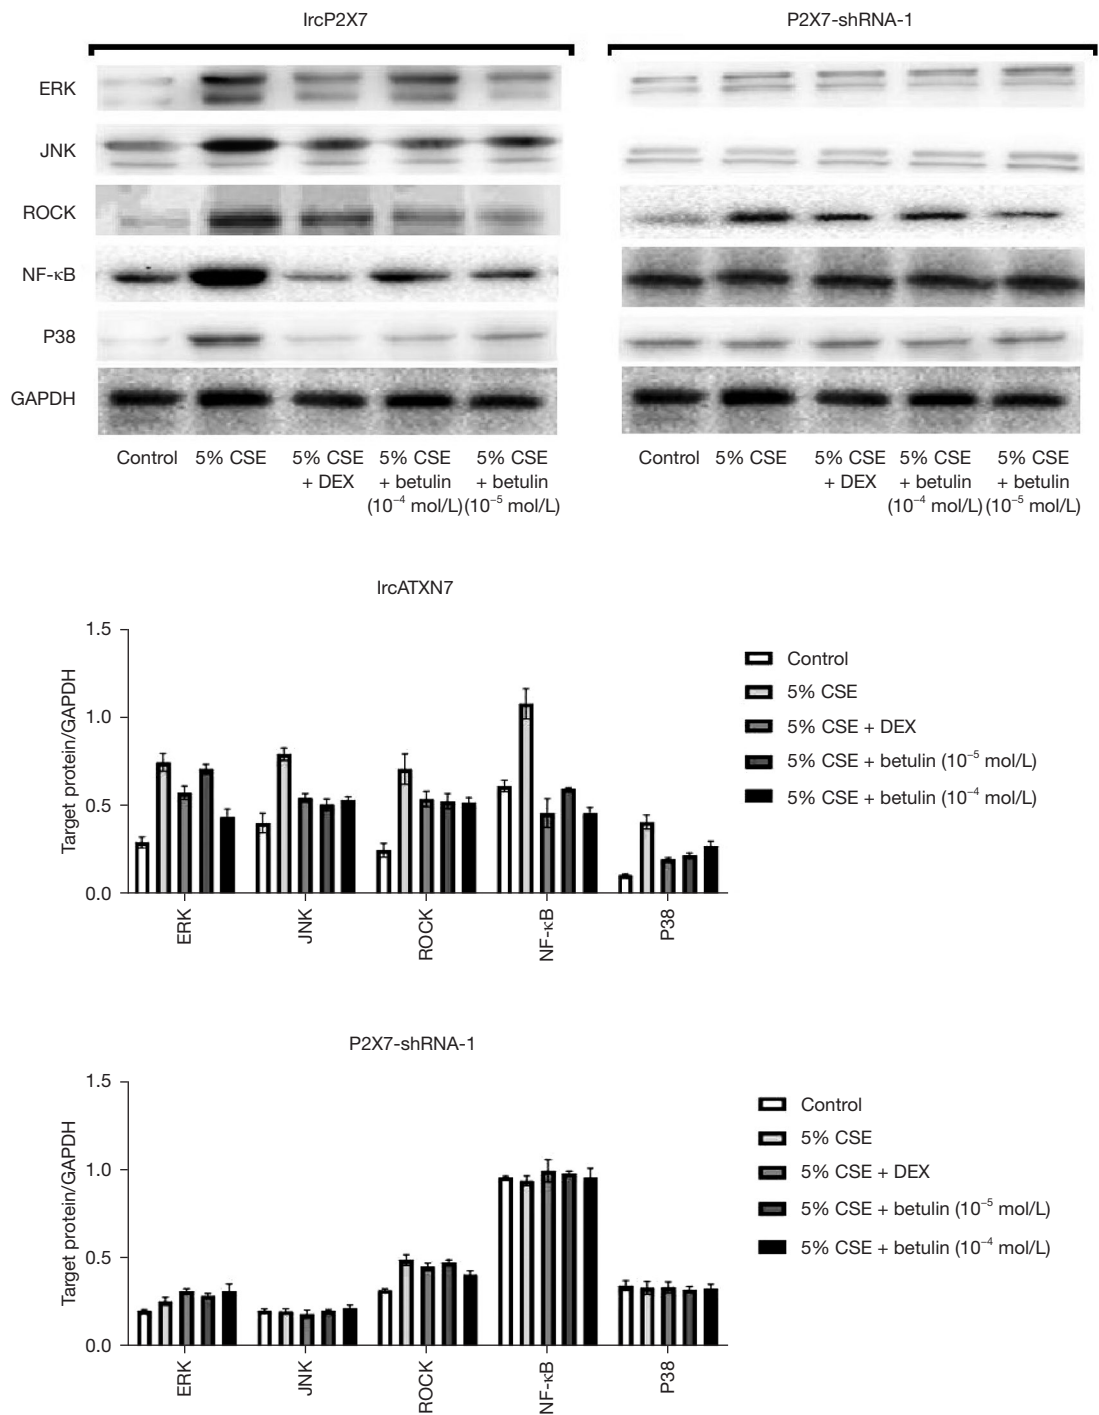 IrcP2X7
P2X7-shRNA-1
ERK
JNK
ROCK
NF-κB
P38
GAPDH
Control 5% CSE 5% CSE 5% CSE 5% CSE
+ DEX + betulin + betulin
(10⁻⁴ mol/L) (10⁻⁵ mol/L)
Control 5% CSE 5% CSE 5% CSE 5% CSE
+ DEX + betulin + betulin
(10⁻⁴ mol/L) (10⁻⁵ mol/L)
IrcATXN7
Target protein/GAPDH
1.5
1.0
0.5
0.0
ERK
JNK
ROCK
NF-κB
P38
Control
5% CSE
5% CSE + DEX
5% CSE + betulin (10⁻⁵ mol/L)
5% CSE + betulin (10⁻⁴ mol/L)
P2X7-shRNA-1
Target protein/GAPDH
1.5
1.0
0.5
0.0
ERK
JNK
ROCK
NF-κB
P38
Control
5% CSE
5% CSE + DEX
5% CSE + betulin (10⁻⁵ mol/L)
5% CSE + betulin (10⁻⁴ mol/L)